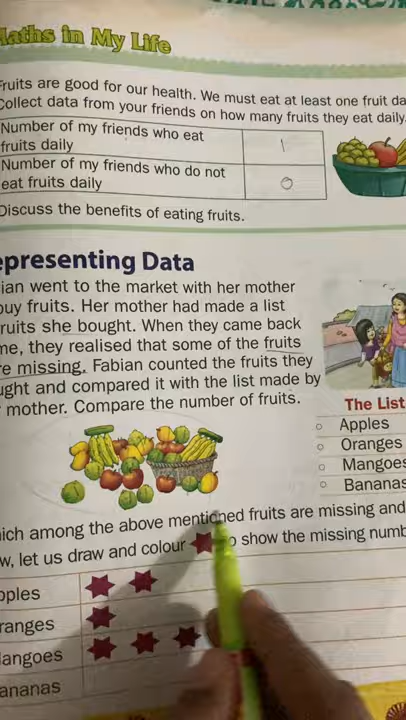 Maths in My Life
Fruits are good for our health. We must eat at least one fruit da
Collect data from your friends on how many fruits they eat daily.
Number of my friends who eat
fruits daily
1
Number of my friends who do not
eat fruits daily
0
Discuss the benefits of eating fruits.
epresenting Data
ian went to the market with her mother
buy fruits. Her mother had made a list
ruits she bought. When they came back
me, they realised that some of the fruits
re missing. Fabian counted the fruits they
ught and compared it with the list made by
mother. Compare the number of fruits.
The List
Apples
Oranges
Mangoes
Bananas
hich among the above mentioned fruits are missing and
w, let us draw and colour to show the missing numb
pples
ranges
langoes
ananas